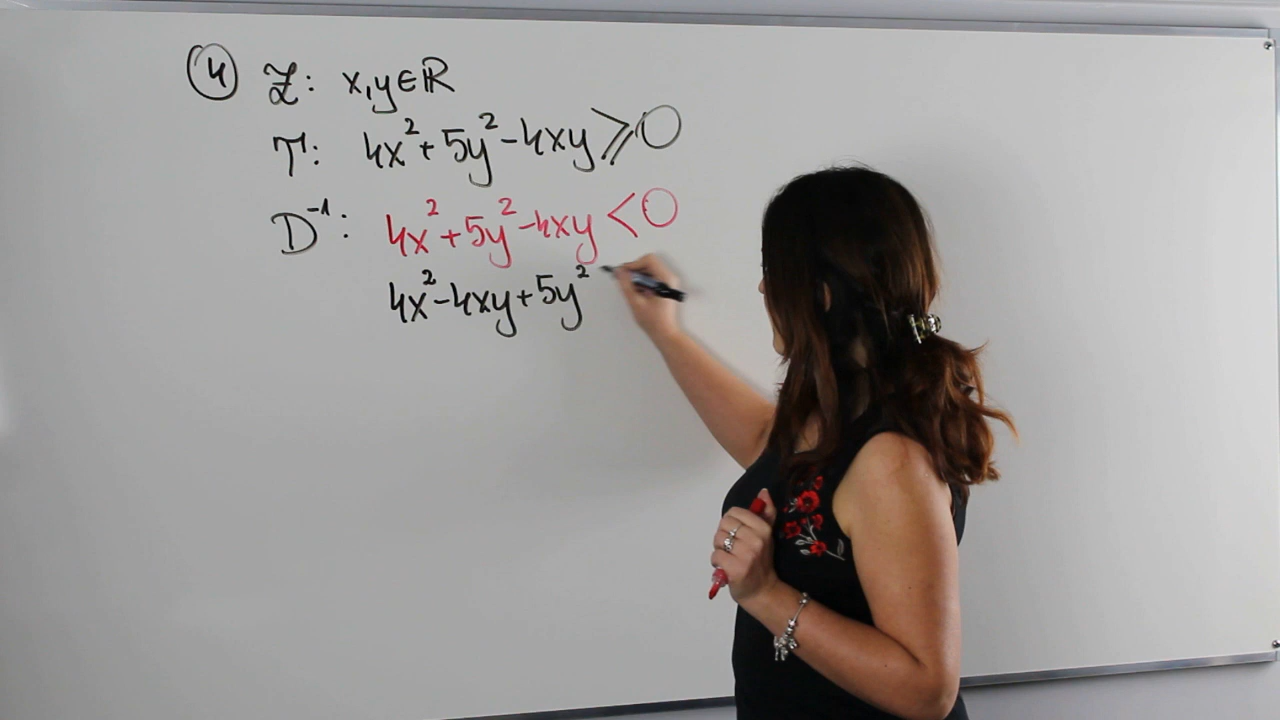 ④ Z: x,y∈ℝ
T: 4x²+5y²-4xy⩾0
D⁻¹: 4x²+5y²-4xy<0
4x²-4xy+5y²